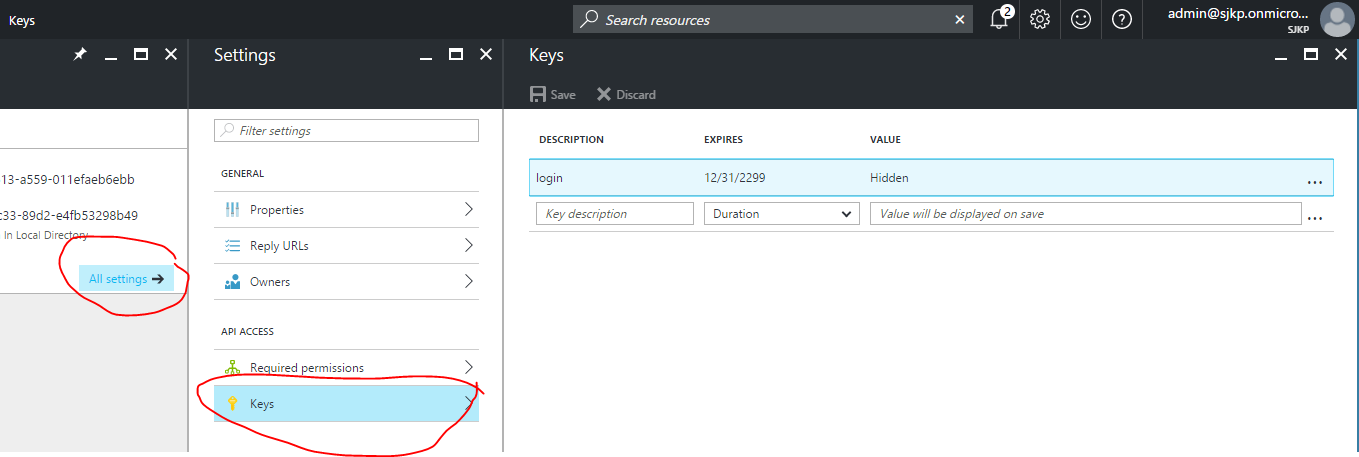 Keys
Search resources
2
admin@sjkp.onmicro...
SJKP
13-a559-011efaeb6ebb
c33-89d2-e4fb53298b49
In Local Directory
All settings
Settings
Filter settings
GENERAL
Properties
Reply URLs
Owners
API ACCESS
Required permissions
Keys
Keys
Save Discard
DESCRIPTION EXPIRES VALUE
login 12/31/2299 Hidden ...
Key description Duration Value will be displayed on save ...